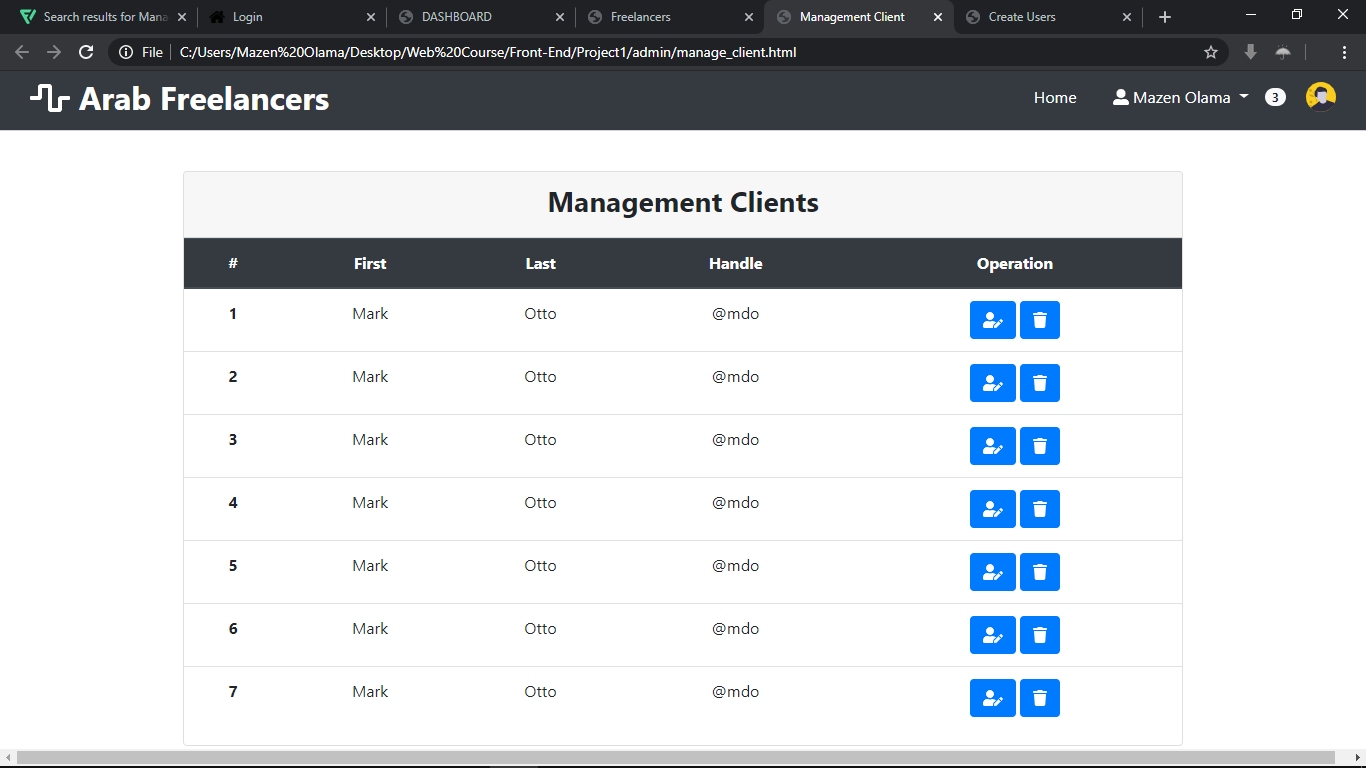 Search results for Mana Login DASHBOARD Freelancers Management Client Create Users
File C:/Users/Mazen%20Olama/Desktop/Web%20Course/Front-End/Project1/admin/manage_client.html
Arab Freelancers Home Mazen Olama 3
Management Clients
# First Last Handle Operation
1 Mark Otto @mdo
2 Mark Otto @mdo
3 Mark Otto @mdo
4 Mark Otto @mdo
5 Mark Otto @mdo
6 Mark Otto @mdo
7 Mark Otto @mdo